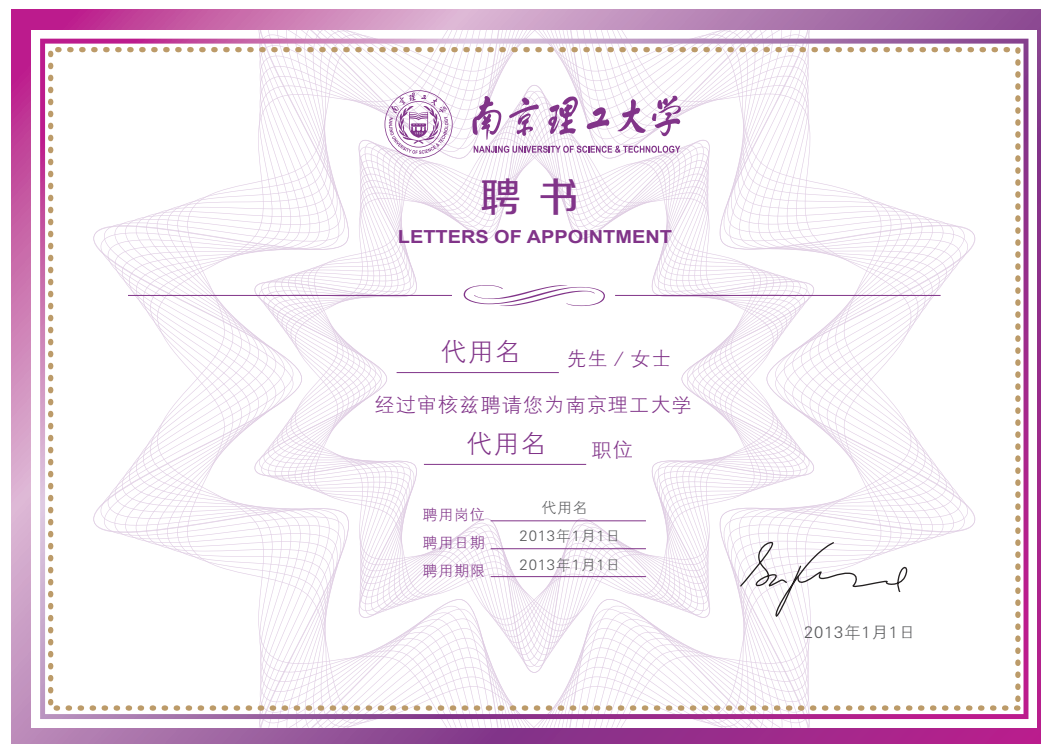 南京理工大学
NANJING UNIVERSITY OF SCIENCE & TECHNOLOGY
聘书
LETTERS OF APPOINTMENT
代用名 先生 / 女士
经过审核兹聘请您为南京理工大学
代用名 职位
聘用岗位 代用名
聘用日期 2013年1月1日
聘用期限 2013年1月1日
2013年1月1日